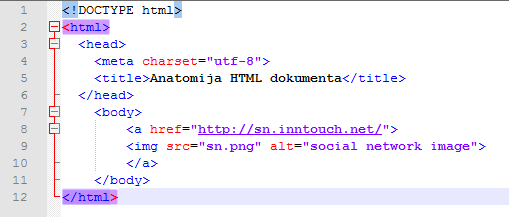 1 <!DOCTYPE html>
2 <html>
3 <head>
4 <meta charset="utf-8">
5 <title>Anatomija HTML dokumenta</title>
6 </head>
7 <body>
8 <a href="http://sn.inntouch.net/">
9 <img src="sn.png" alt="social network image">
10 </a>
11 </body>
12 </html>